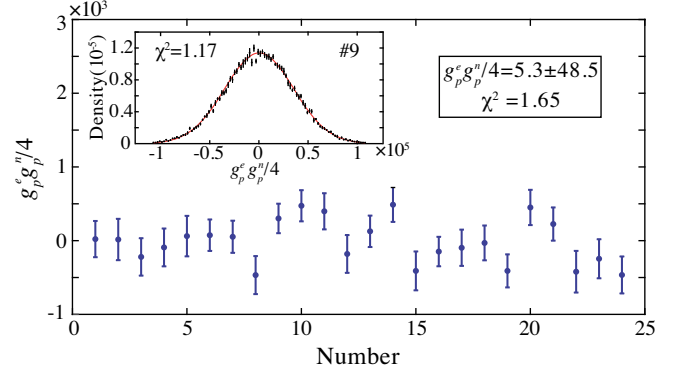 ×10³
3
2
1
0
-1
g_p^e g_p^n/4
0 5 10 15 20 25
Number
χ²=1.17 #9
1.2
0.8
0.4
0
Density(10⁻⁵)
-1 -0.5 0 0.5 1 ×10⁵
g_p^e g_p^n/4
g_p^e g_p^n/4=5.3±48.5
χ² =1.65